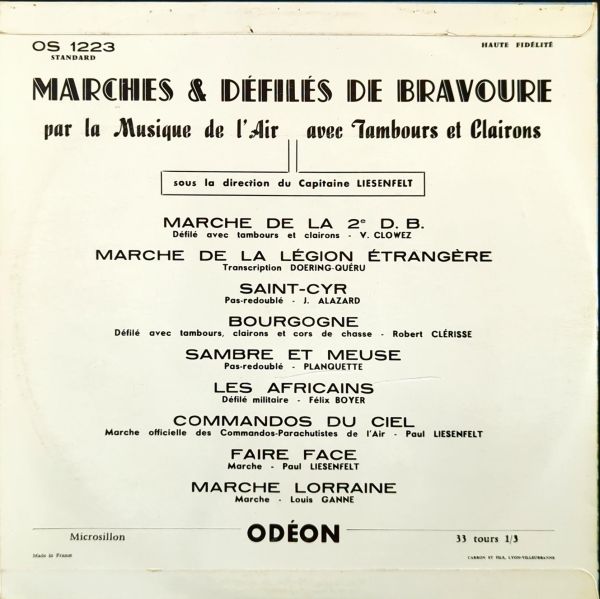 OS 1223
STANDARD
HAUTE FIDÉLITÉ
MARCHES & DÉFILÉS DE BRAVOURE
par la Musique de l'Air avec Tambours et Clairons
sous la direction du Capitaine LIESENFELT
MARCHE DE LA 2e D.B.
Défilé avec tambours et clairons - V. CLOWEZ
MARCHE DE LA LÉGION ÉTRANGÈRE
Transcription DOERING-QUÉRU
SAINT-CYR
Pas-redoublé - J. ALAZARD
BOURGOGNE
Défilé avec tambours, clairons et cors de chasse - Robert CLÉRISSE
SAMBRE ET MEUSE
Pas-redoublé - PLANQUETTE
LES AFRICAINS
Défilé militaire - Félix BOYER
COMMANDOS DU CIEL
Marche officielle des Commandos-Parachutistes de l'Air - Paul LIESENFELT
FAIRE FACE
Marche - Paul LIESENFELT
MARCHE LORRAINE
Marche - Louis GANNE
Microsillon ODÉON 33 tours 1/3
Made in France
CARRON ET FILS, LYON-VILLEURBANNE